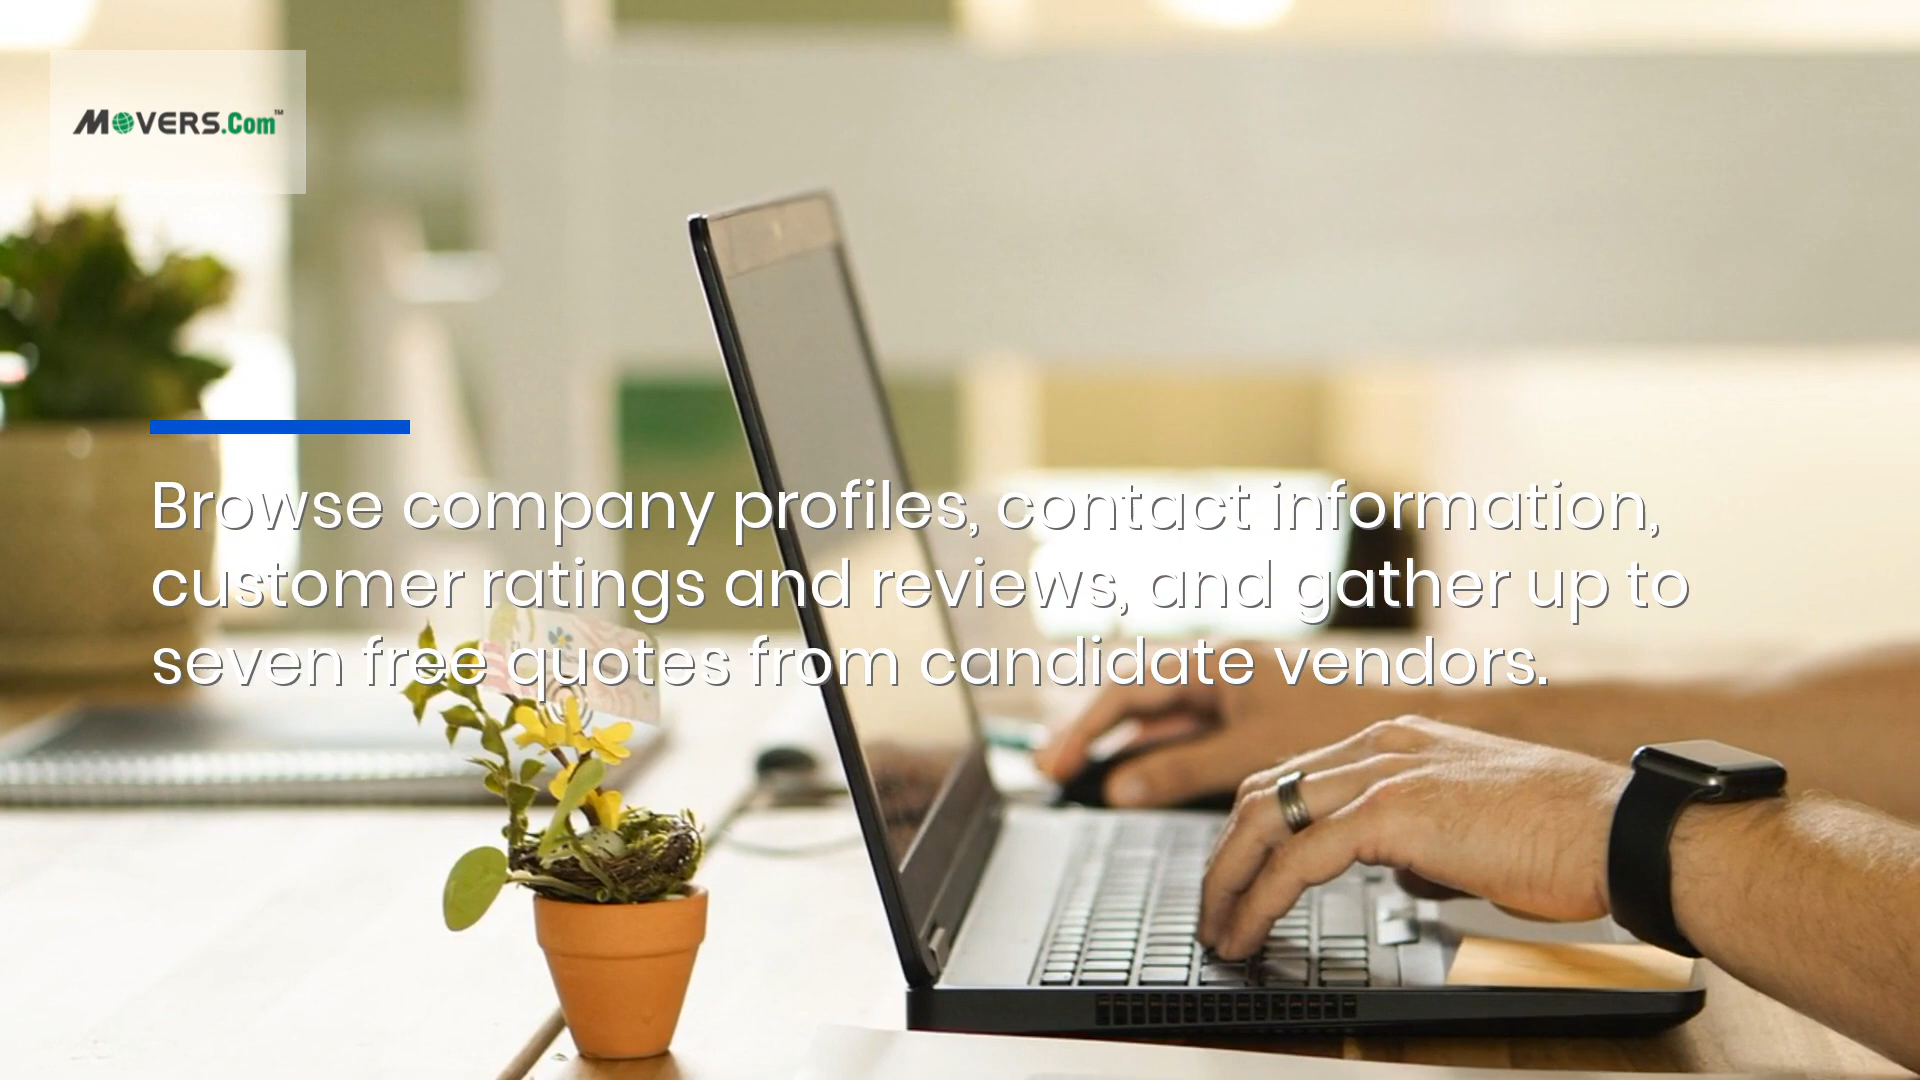 MOVERS.Com™
Browse company profiles, contact information,
customer ratings and reviews, and gather up to
seven free quotes from candidate vendors.